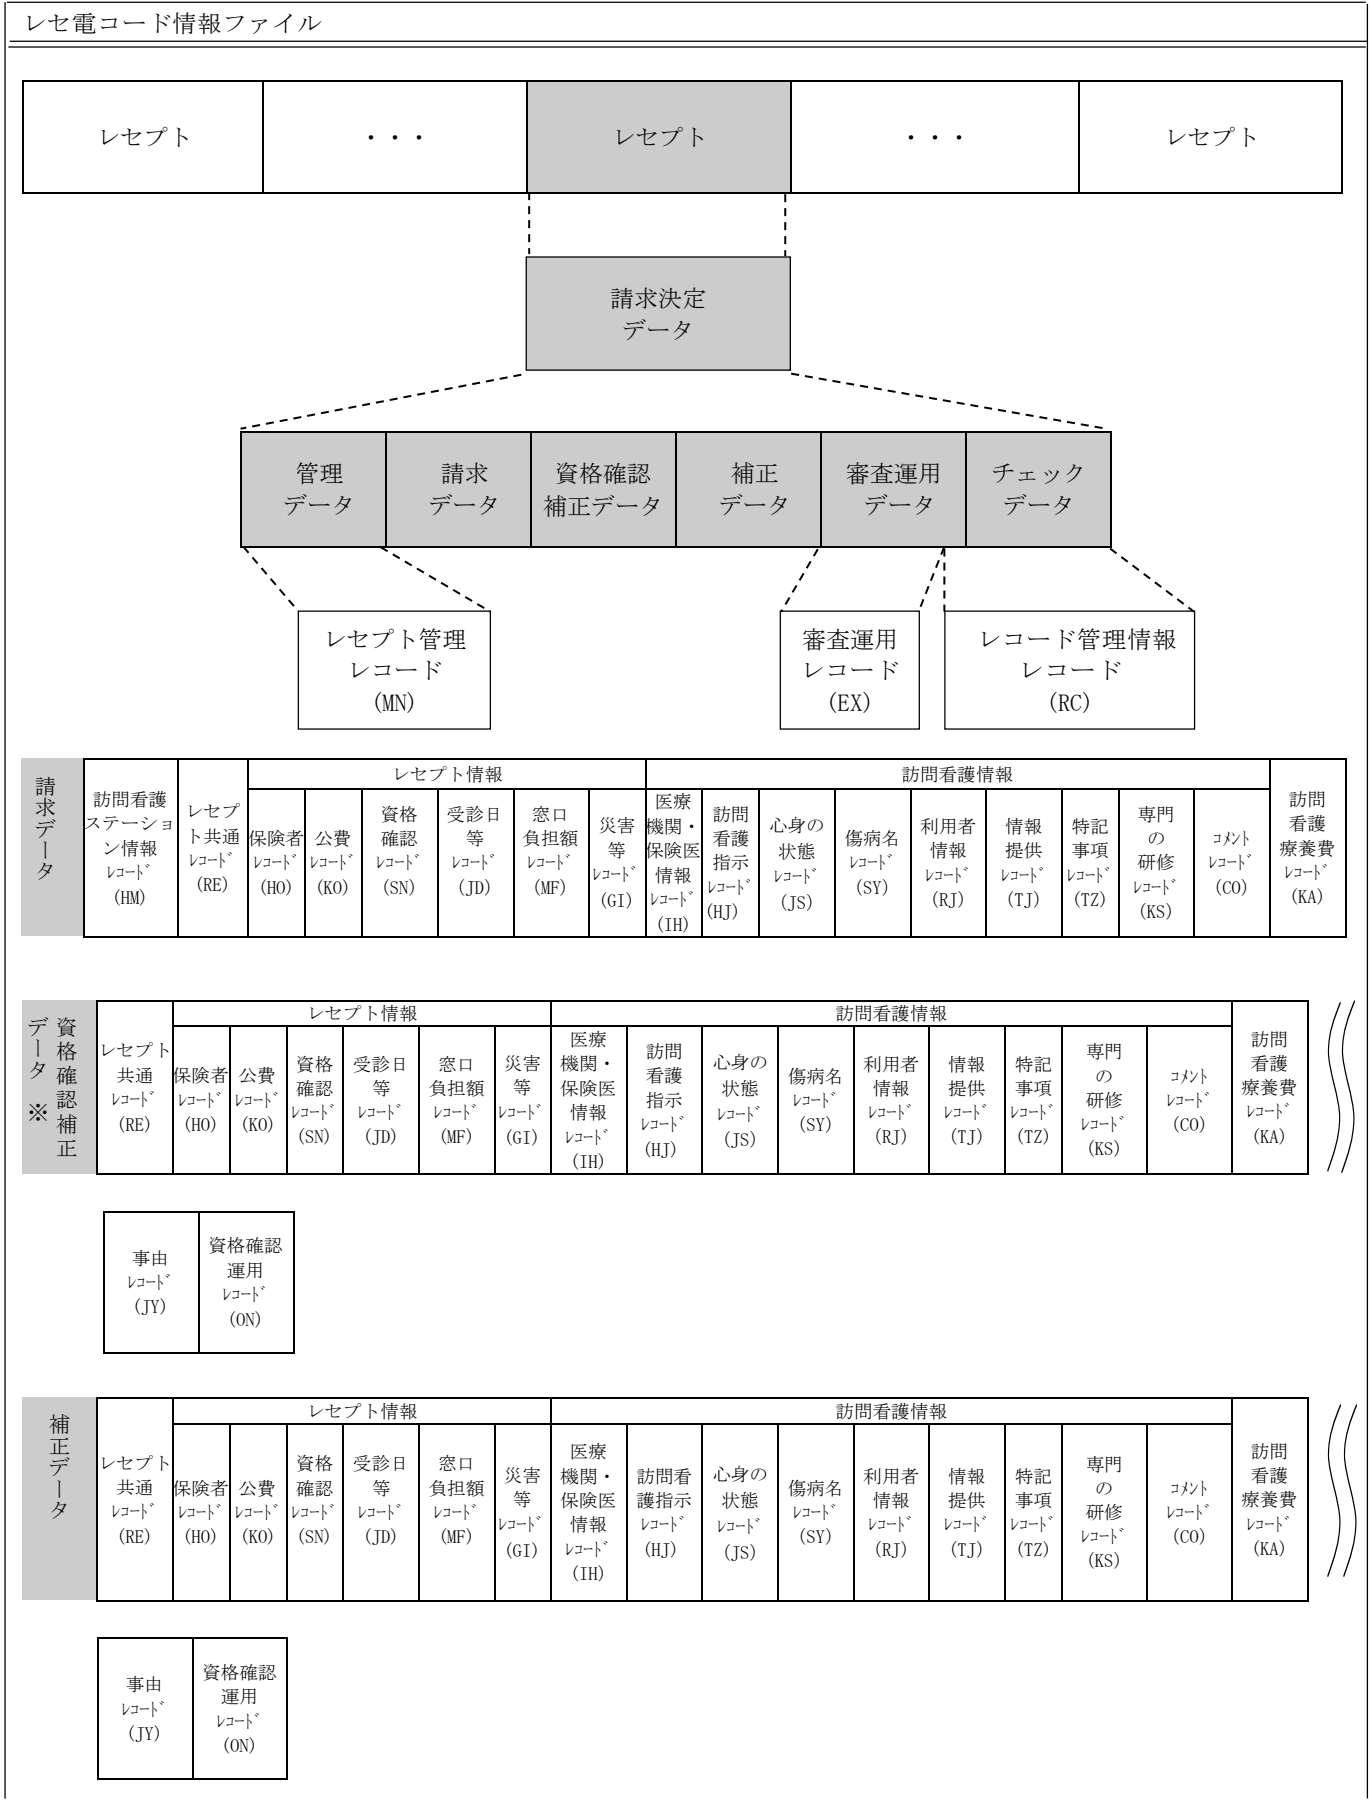 レセ電コード情報ファイル
レセプト
・・・
レセプト
・・・
レセプト
請求決定
データ
管理
データ
請求
データ
資格確認
補正データ
補正
データ
審査運用
データ
チェック
データ
レセプト管理
レコード
(MN)
審査運用
レコード
(EX)
レコード管理情報
レコード
(RC)
請求データ
訪問看護
ステーショ
ン情報
ﾚｺｰﾄﾞ
(HM)
レセプ
ト共通
ﾚｺｰﾄﾞ
(RE)
レセプト情報
保険者
ﾚｺｰﾄﾞ
(HO)
公費
ﾚｺｰﾄﾞ
(KO)
資格
確認
ﾚｺｰﾄﾞ
(SN)
受診日
等
ﾚｺｰﾄﾞ
(JD)
窓口
負担額
ﾚｺｰﾄﾞ
(MF)
災害
等
ﾚｺｰﾄﾞ
(GI)
訪問看護情報
医療
機関・
保険医
情報
ﾚｺｰﾄﾞ
(IH)
訪問
看護
指示
ﾚｺｰﾄﾞ
(HJ)
心身の
状態
ﾚｺｰﾄﾞ
(JS)
傷病名
ﾚｺｰﾄﾞ
(SY)
利用者
情報
ﾚｺｰﾄﾞ
(RJ)
情報
提供
ﾚｺｰﾄﾞ
(TJ)
特記
事項
ﾚｺｰﾄﾞ
(TZ)
専門
の
研修
ﾚｺｰﾄﾞ
(KS)
ｺﾒﾝﾄ
ﾚｺｰﾄﾞ
(CO)
訪問
看護
療養費
ﾚｺｰﾄﾞ
(KA)
資格確認補正
データ ※
レセプト
共通
ﾚｺｰﾄﾞ
(RE)
レセプト情報
保険者
ﾚｺｰﾄﾞ
(HO)
公費
ﾚｺｰﾄﾞ
(KO)
資格
確認
ﾚｺｰﾄﾞ
(SN)
受診日
等
ﾚｺｰﾄﾞ
(JD)
窓口
負担額
ﾚｺｰﾄﾞ
(MF)
災害
等
ﾚｺｰﾄﾞ
(GI)
訪問看護情報
医療
機関・
保険医
情報
ﾚｺｰﾄﾞ
(IH)
訪問
看護
指示
ﾚｺｰﾄﾞ
(HJ)
心身の
状態
ﾚｺｰﾄﾞ
(JS)
傷病名
ﾚｺｰﾄﾞ
(SY)
利用者
情報
ﾚｺｰﾄﾞ
(RJ)
情報
提供
ﾚｺｰﾄﾞ
(TJ)
特記
事項
ﾚｺｰﾄﾞ
(TZ)
専門
の
研修
ﾚｺｰﾄﾞ
(KS)
ｺﾒﾝﾄ
ﾚｺｰﾄﾞ
(CO)
訪問
看護
療養費
ﾚｺｰﾄﾞ
(KA)
事由
ﾚｺｰﾄﾞ
(JY)
資格確認
運用
ﾚｺｰﾄﾞ
(ON)
補正データ
レセプト
共通
ﾚｺｰﾄﾞ
(RE)
レセプト情報
保険者
ﾚｺｰﾄﾞ
(HO)
公費
ﾚｺｰﾄﾞ
(KO)
資格
確認
ﾚｺｰﾄﾞ
(SN)
受診日
等
ﾚｺｰﾄﾞ
(JD)
窓口
負担額
ﾚｺｰﾄﾞ
(MF)
災害
等
ﾚｺｰﾄﾞ
(GI)
訪問看護情報
医療
機関・
保険医
情報
ﾚｺｰﾄﾞ
(IH)
訪問看
護指示
ﾚｺｰﾄﾞ
(HJ)
心身の
状態
ﾚｺｰﾄﾞ
(JS)
傷病名
ﾚｺｰﾄﾞ
(SY)
利用者
情報
ﾚｺｰﾄﾞ
(RJ)
情報
提供
ﾚｺｰﾄﾞ
(TJ)
特記
事項
ﾚｺｰﾄﾞ
(TZ)
専門
の
研修
ﾚｺｰﾄﾞ
(KS)
ｺﾒﾝﾄ
ﾚｺｰﾄﾞ
(CO)
訪問
看護
療養費
ﾚｺｰﾄﾞ
(KA)
事由
ﾚｺｰﾄﾞ
(JY)
資格確認
運用
ﾚｺｰﾄﾞ
(ON)